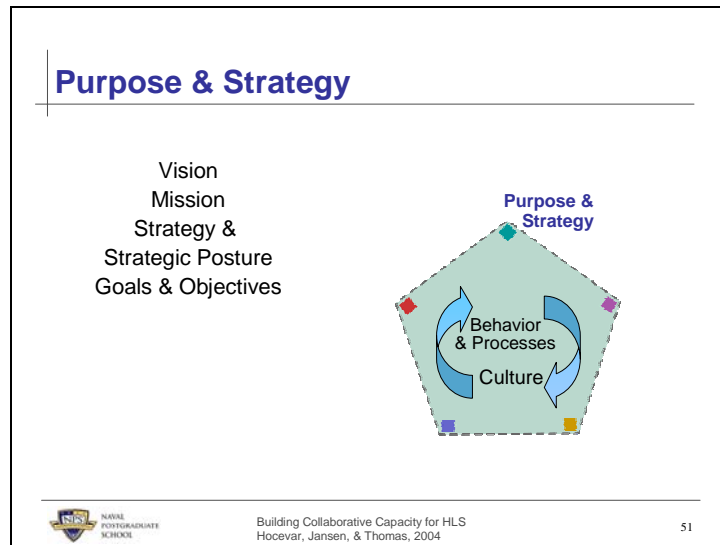 Purpose & Strategy
Vision
Mission
Strategy &
Strategic Posture
Goals & Objectives
Purpose &
Strategy
Behavior
& Processes
Culture
NPS
NAVAL
POSTGRADUATE
SCHOOL
Building Collaborative Capacity for HLS
Hocevar, Jansen, & Thomas, 2004
51